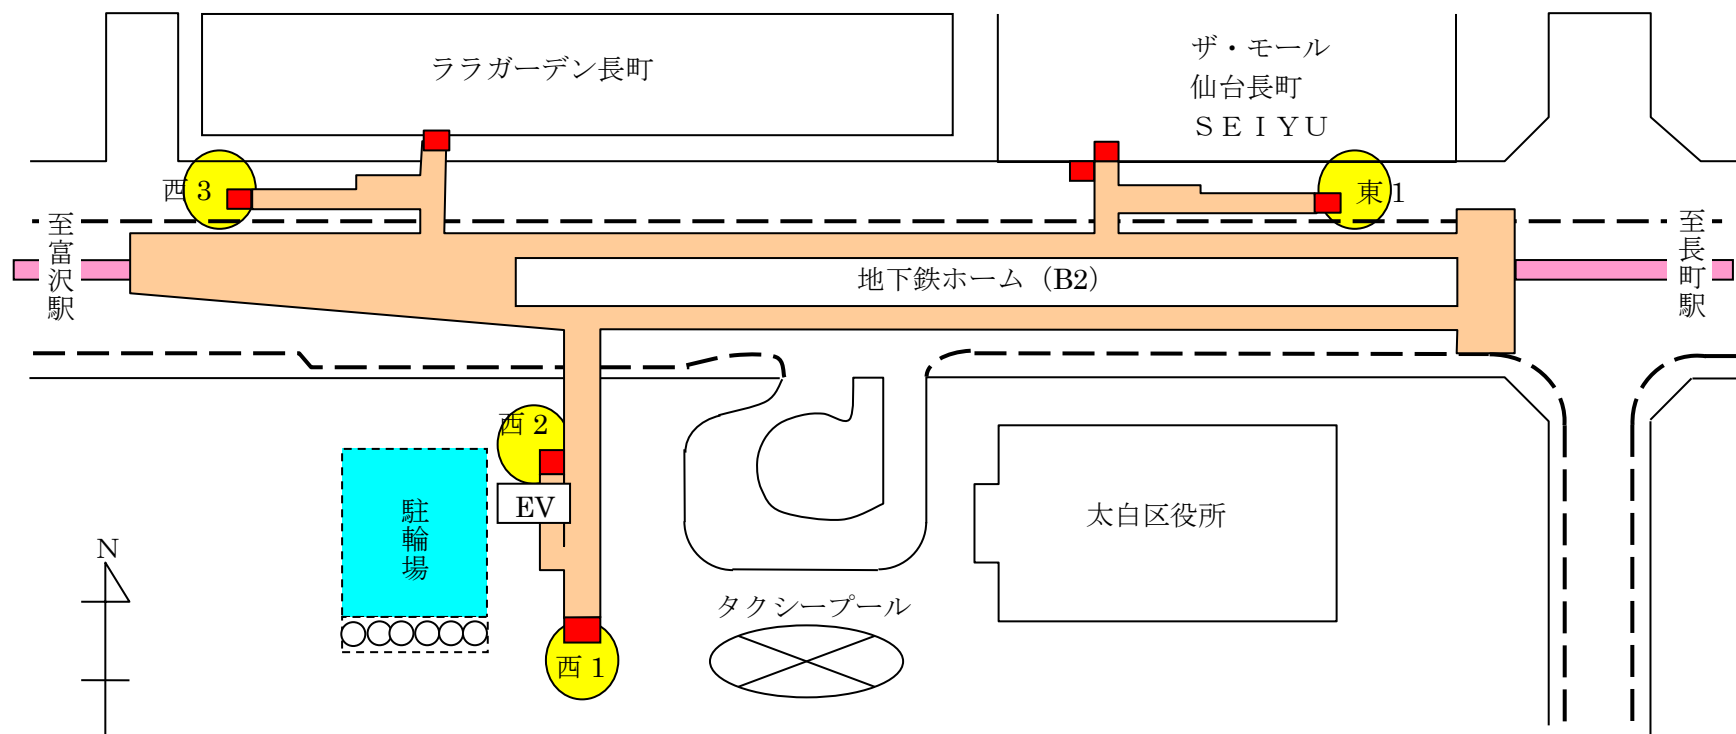 ララガーデン長町
ザ・モール
仙台長町
ＳＥＩＹＵ
西3
東1
至富沢駅
地下鉄ホーム（B2）
至長町駅
西2
EV
駐輪場
太白区役所
N
タクシープール
西1